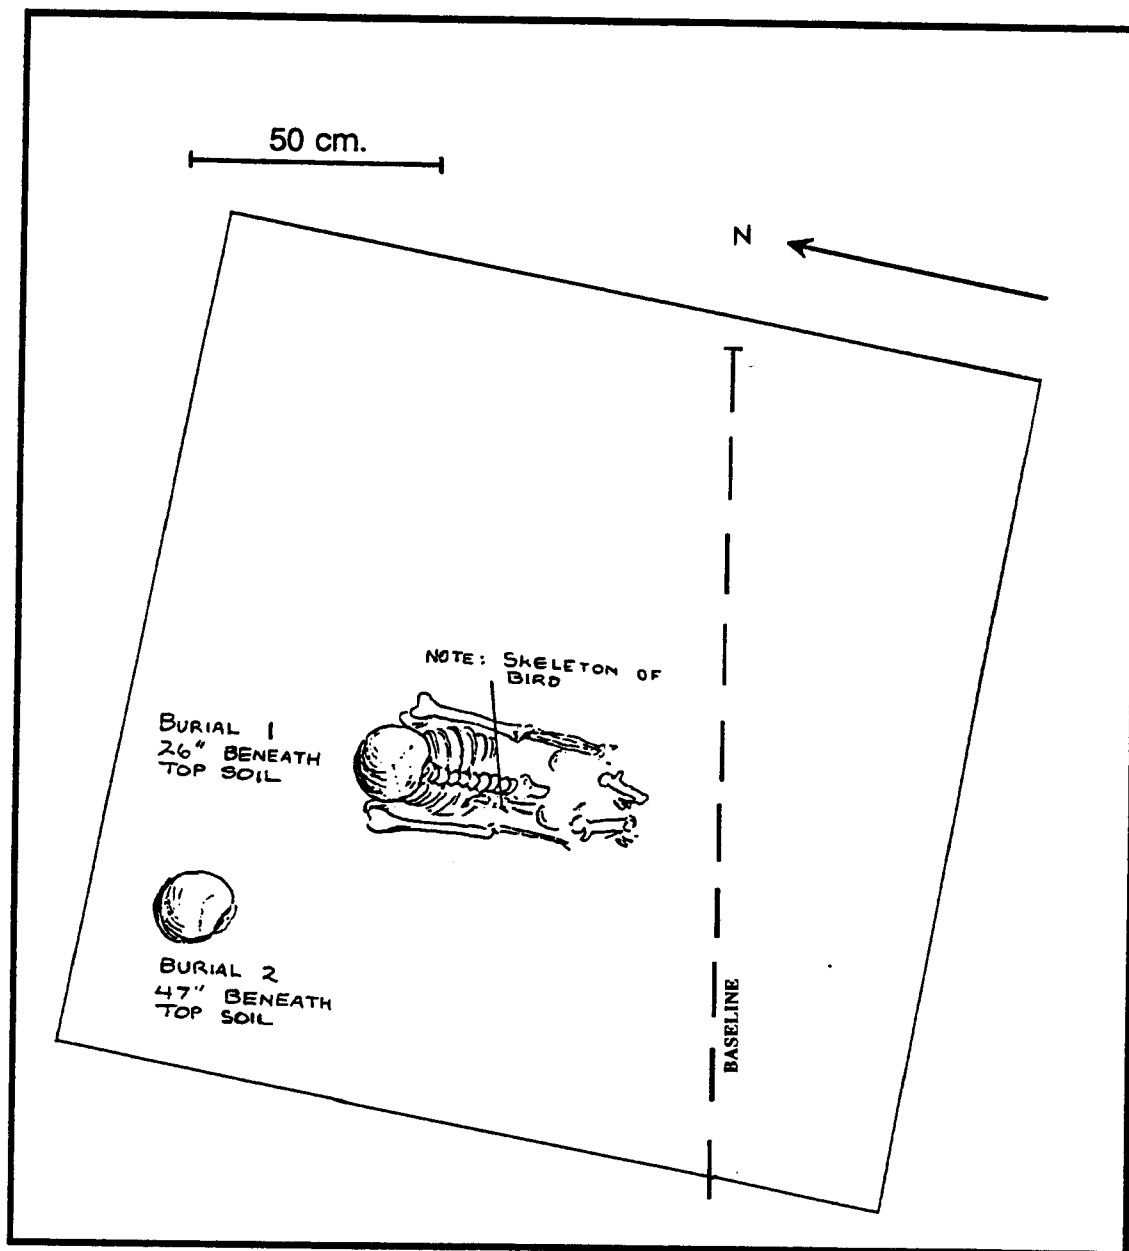 50 cm.
N
NOTE: SKELETON OF
BIRD
BURIAL 1
26" BENEATH
TOP SOIL
BURIAL 2
47" BENEATH
TOP SOIL
BASELINE